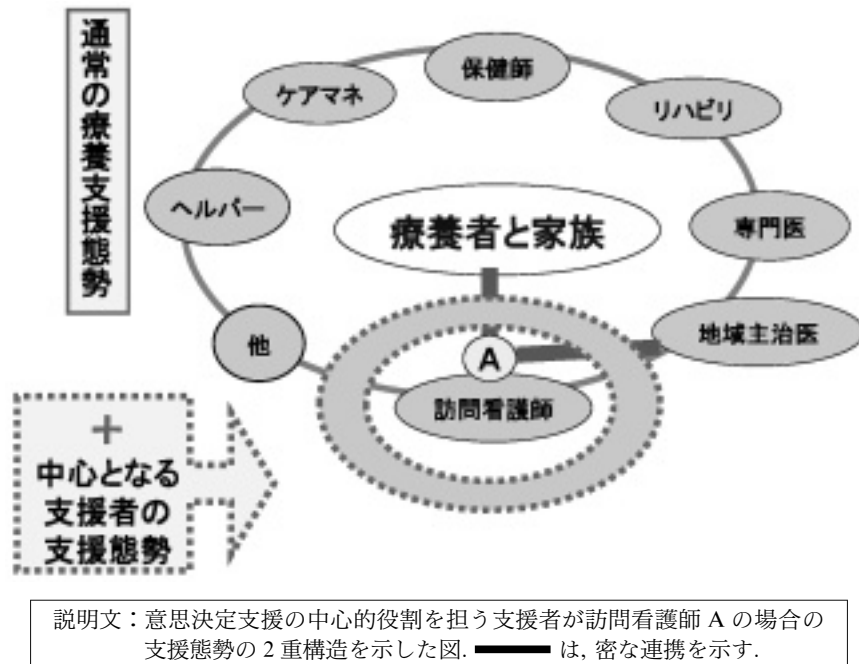 通常の療養支援態勢
保健師
ケアマネ
リハビリ
ヘルパー
療養者と家族
専門医
他
地域主治医
A
訪問看護師
＋
中心となる
支援者の
支援態勢
説明文：意思決定支援の中心的役割を担う支援者が訪問看護師 A の場合の
支援態勢の 2 重構造を示した図. は, 密な連携を示す.